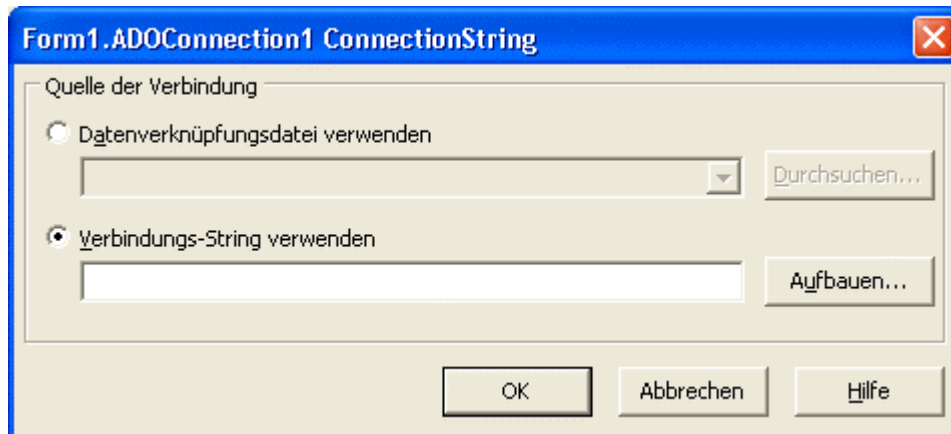 Form1.ADOConnection1 ConnectionString
Quelle der Verbindung
Datenverknüpfungsdatei verwenden
Durchsuchen...
Verbindungs-String verwenden
Aufbauen...
OK Abbrechen Hilfe